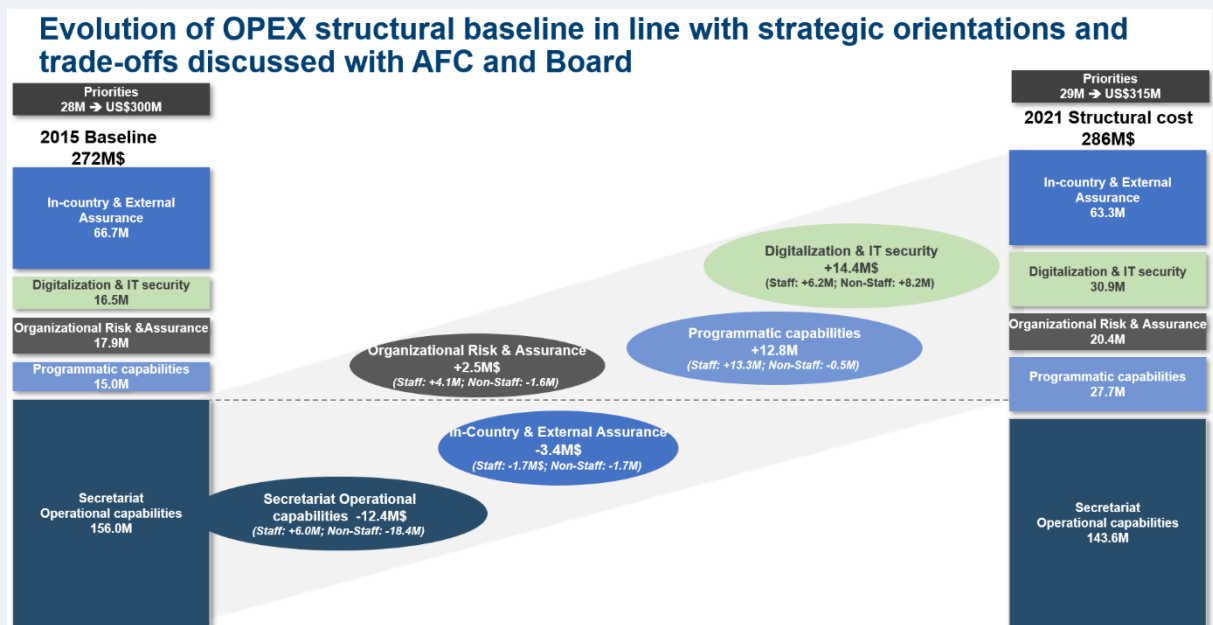 Evolution of OPEX structural baseline in line with strategic orientations and
trade-offs discussed with AFC and Board
Priorities
28M ➔ US$300M
2015 Baseline
272M$
In-country & External
Assurance
66.7M
Digitalization & IT security
16.5M
Organizational Risk &Assurance
17.9M
Programmatic capabilities
15.0M
Secretariat
Operational capabilities
156.0M
Digitalization & IT security
+14.4M$
(Staff: +6.2M; Non-Staff: +8.2M)
Programmatic capabilities
+12.8M
(Staff: +13.3M; Non-Staff: -0.5M)
Organizational Risk & Assurance
+2.5M$
(Staff: +4.1M; Non-Staff: -1.6M)
In-Country & External Assurance
-3.4M$
(Staff: -1.7M$; Non-Staff: -1.7M)
Secretariat Operational
capabilities -12.4M$
(Staff: +6.0M; Non-Staff: -18.4M)
Priorities
29M ➔ US$315M
2021 Structural cost
286M$
In-country & External
Assurance
63.3M
Digitalization & IT security
30.9M
Organizational Risk & Assurance
20.4M
Programmatic capabilities
27.7M
Secretariat
Operational capabilities
143.6M